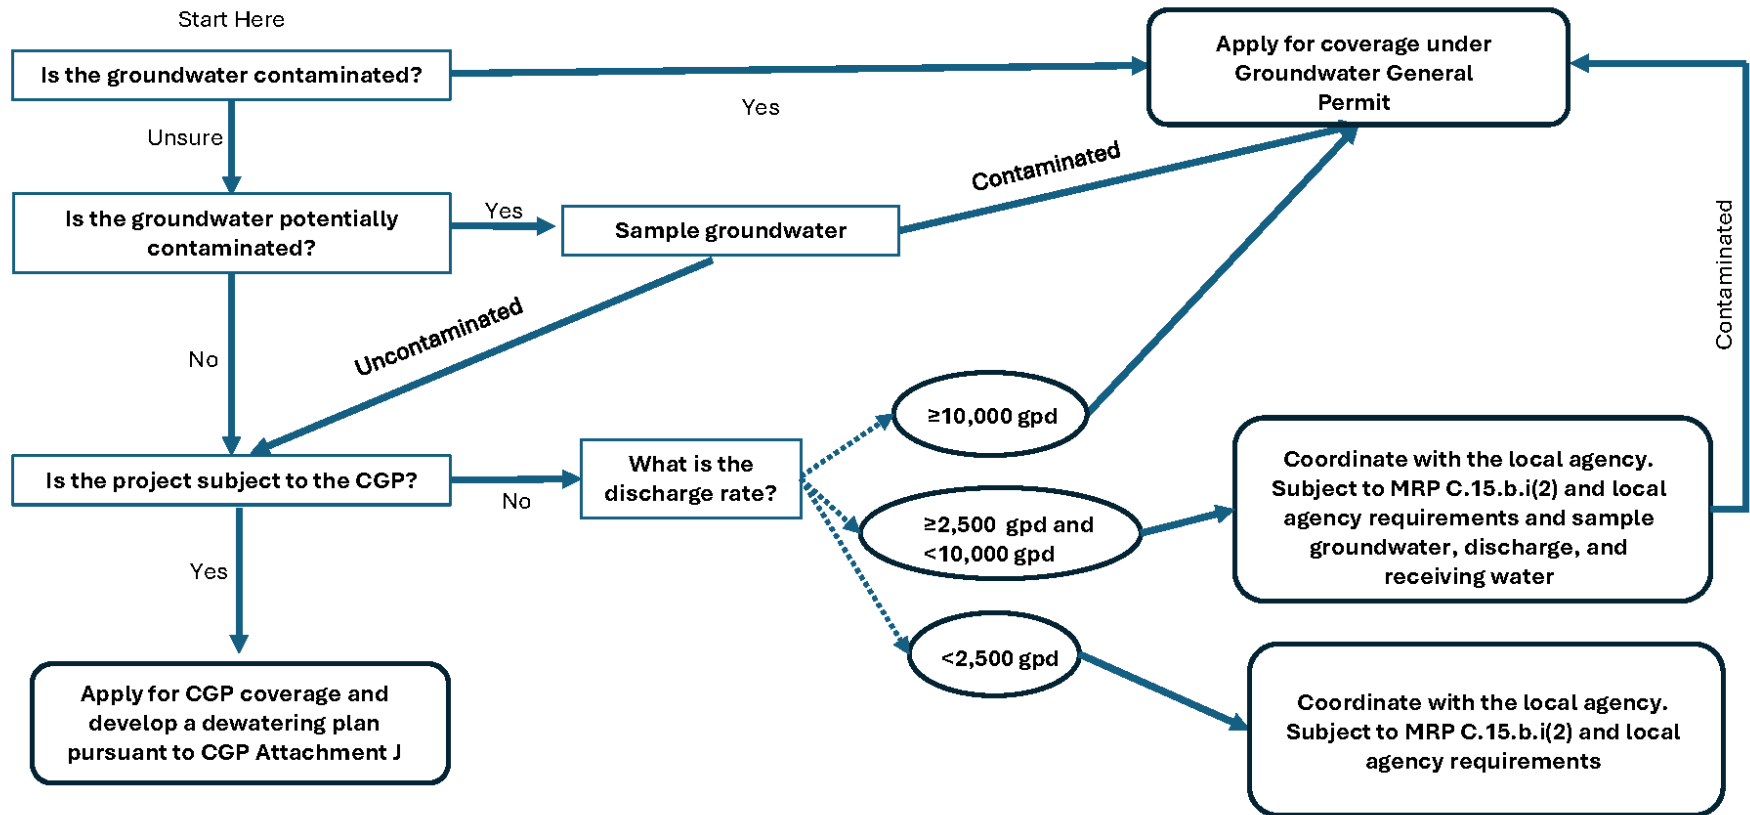 Start Here
Is the groundwater contaminated?
Yes
Apply for coverage under
Groundwater General
Permit
Unsure
Is the groundwater potentially
contaminated?
Yes
Sample groundwater
Contaminated
Contaminated
No
Uncontaminated
Is the project subject to the CGP?
No
What is the
discharge rate?
≥10,000 gpd
≥2,500 gpd and
<10,000 gpd
<2,500 gpd
Coordinate with the local agency.
Subject to MRP C.15.b.i(2) and local
agency requirements and sample
groundwater, discharge, and
receiving water
Yes
Apply for CGP coverage and
develop a dewatering plan
pursuant to CGP Attachment J
Coordinate with the local agency.
Subject to MRP C.15.b.i(2) and local
agency requirements